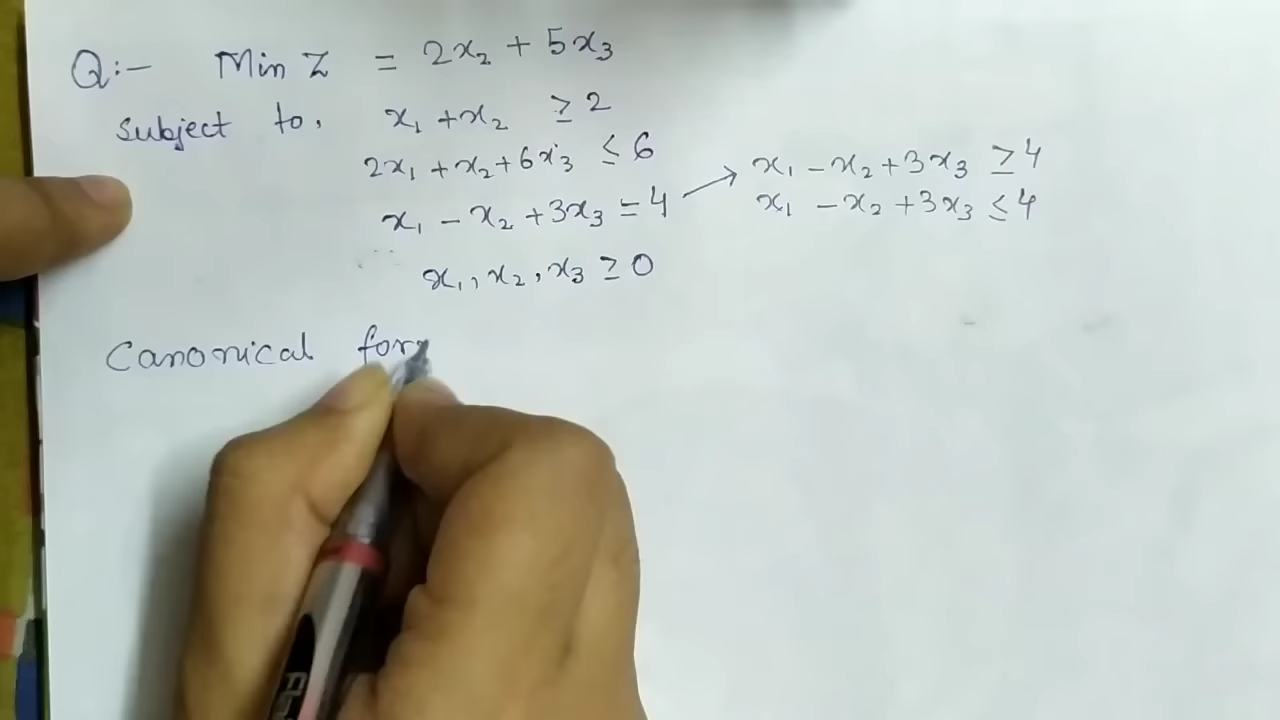 Q:- Min Z = 2x₂ + 5x₃
Subject to, x₁ + x₂ ≥ 2
2x₁ + x₂ + 6x₃ ≤ 6
x₁ - x₂ + 3x₃ = 4 → x₁ - x₂ + 3x₃ ≥ 4
x₁ - x₂ + 3x₃ ≤ 4
x₁, x₂, x₃ ≥ 0
Canonical form